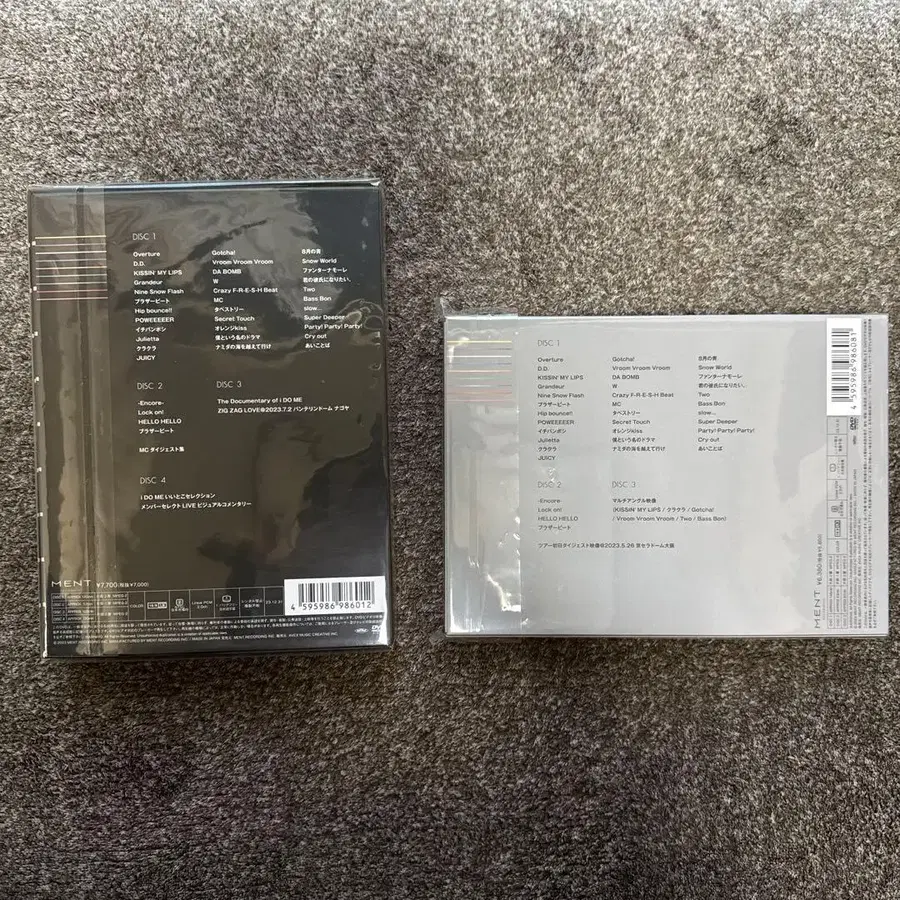 DISC 1
Overture
D.D.
KISSIN' MY LIPS
Grandeur
Nine Snow Flash
ブラザービート
Hip bounce!!
POWEEEEER
イチバンボシ
Julietta
クラクラ
JUICY
Gotcha!
Vroom Vroom Vroom
DA BOMB
W
Crazy F-R-E-S-H Beat
MC
タペストリー
Secret Touch
オレンジkiss
僕という名のドラマ
ナミダの海を越えて行け
8月の青
Snow World
ファンターナモーレ
君の彼氏になりたい。
Two
Bass Bon
slow...
Super Deeper
Party! Party! Party!
Cry out
あいことば
DISC 2
-Encore-
Lock on!
HELLO HELLO
ブラザービート
MC ダイジェスト集
DISC 3
The Documentary of i DO ME
ZIG ZAG LOVE@2023.7.2 バンテリンドーム ナゴヤ
DISC 4
i DO ME いいとこセレクション
メンバーセレクト LIVE ビジュアルコメンタリー
MENT
¥7,700(税抜¥7,000)
COLOR
4 595986 986012
DISC 1
Overture
D.D.
KISSIN' MY LIPS
Grandeur
Nine Snow Flash
ブラザービート
Hip bounce!!
POWEEEEER
イチバンボシ
Julietta
クラクラ
JUICY
Gotcha!
Vroom Vroom Vroom
DA BOMB
W
Crazy F-R-E-S-H Beat
MC
タペストリー
Secret Touch
オレンジkiss
僕という名のドラマ
ナミダの海を越えて行け
8月の青
Snow World
ファンターナモーレ
君の彼氏になりたい。
Two
Bass Bon
slow...
Super Deeper
Party! Party! Party!
Cry out
あいことば
DISC 2
-Encore-
Lock on!
HELLO HELLO
ブラザービート
ツアー初日ダイジェスト映像@2023.5.26 京セラドーム大阪
DISC 3
マルチアングル映像
(KISSIN' MY LIPS / クラクラ / Gotcha!
/ Vroom Vroom Vroom / Two / Bass Bon)
MENT
4 595986 986081